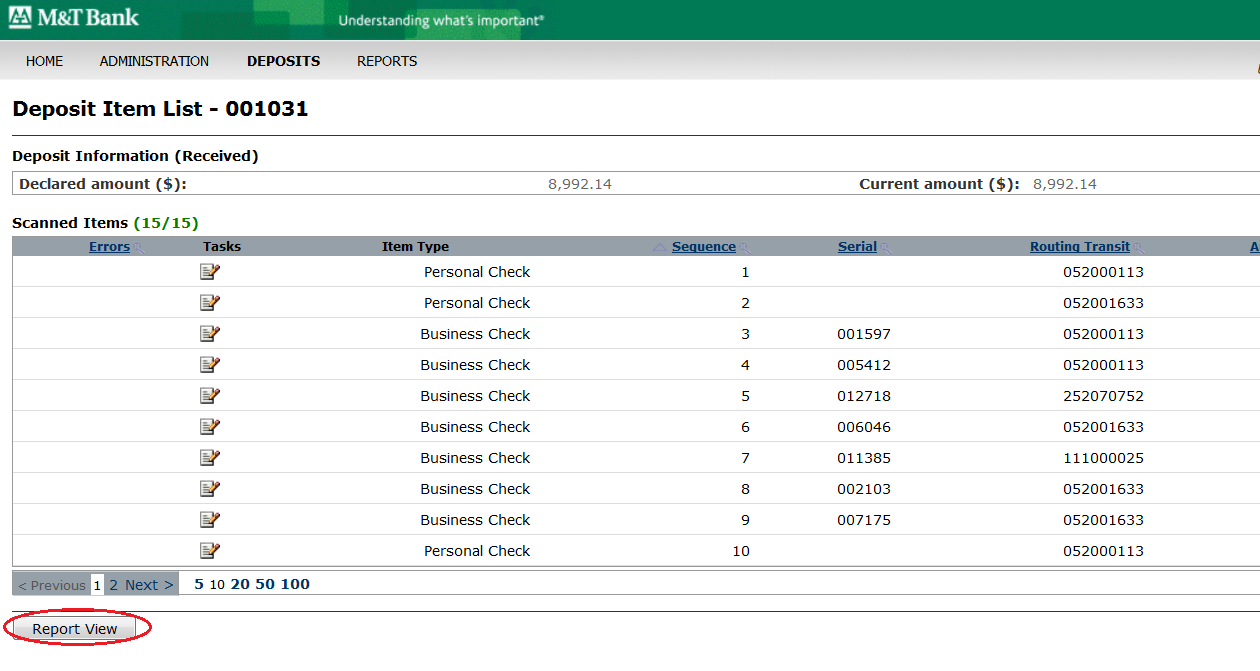 M&T Bank Understanding what's important®
HOME ADMINISTRATION DEPOSITS REPORTS
Deposit Item List - 001031
Deposit Information (Received)
Declared amount ($): 8,992.14 Current amount ($): 8,992.14
Scanned Items (15/15)
Errors Tasks Item Type Sequence Serial Routing Transit A
Personal Check 1 052000113
Personal Check 2 052001633
Business Check 3 001597 052000113
Business Check 4 005412 052000113
Business Check 5 012718 252070752
Business Check 6 006046 052001633
Business Check 7 011385 111000025
Business Check 8 002103 052001633
Business Check 9 007175 052001633
Personal Check 10 052000113
< Previous 1 2 Next > 5 10 20 50 100
Report View